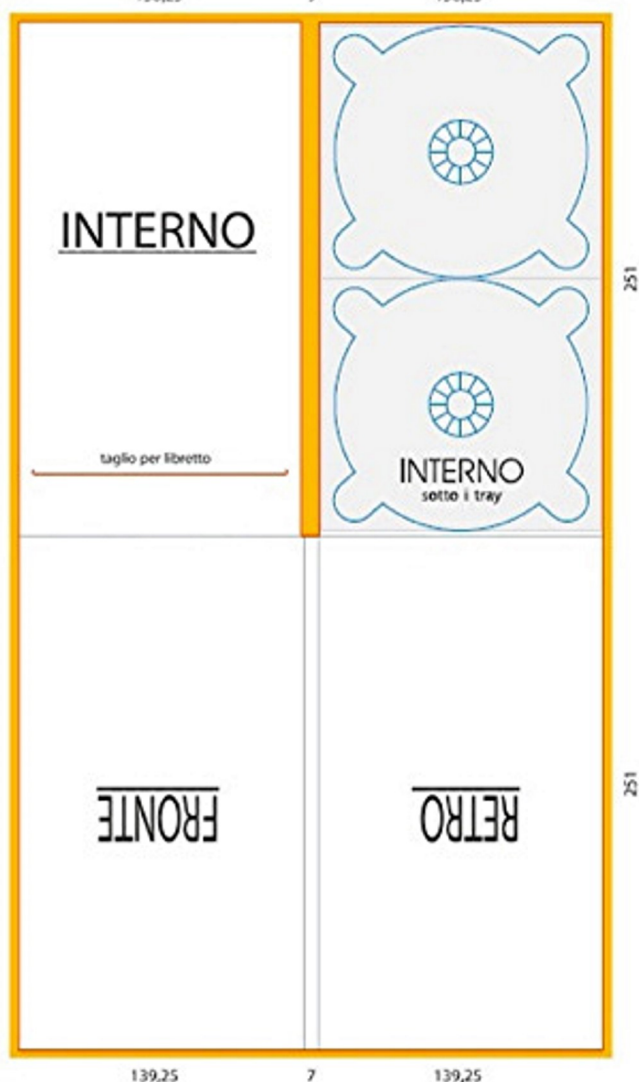 INTERNO
taglio per libretto
INTERNO
sotto i tray
251
FRONTE
RETRO
251
139,25
7
139,25